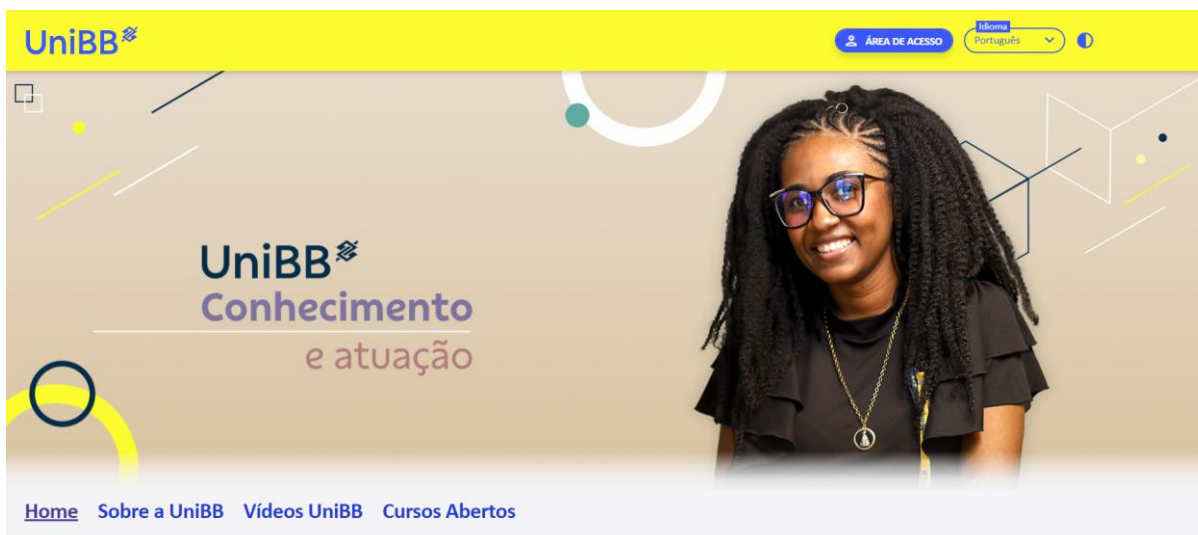 UniBB
ÁREA DE ACESSO
Idioma
Português
UniBB
Conhecimento
e atuação
Home Sobre a UniBB Vídeos UniBB Cursos Abertos